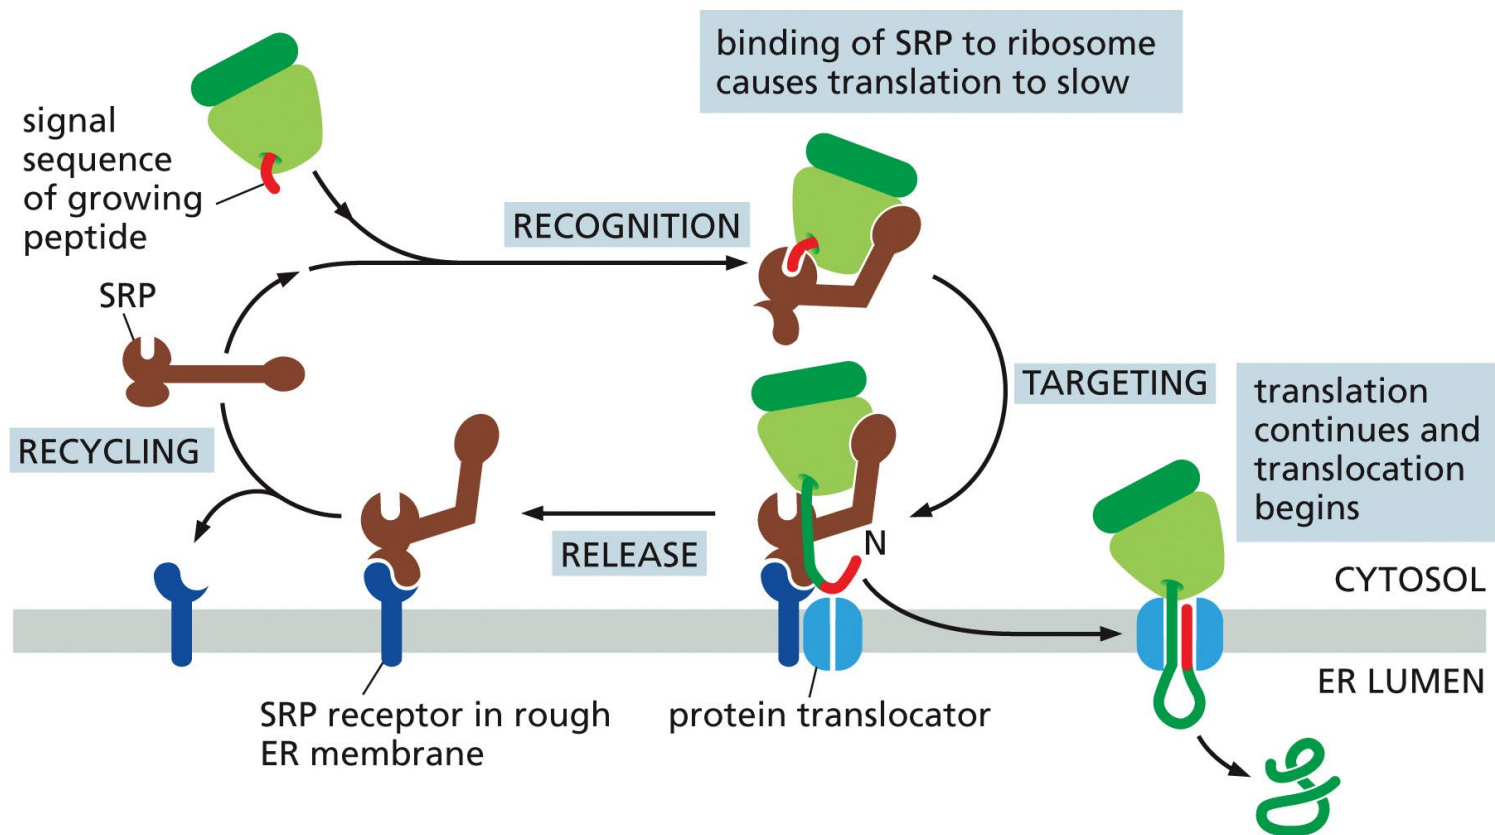 binding of SRP to ribosome
causes translation to slow
signal
sequence
of growing
peptide
RECOGNITION
SRP
TARGETING
translation
continues and
translocation
begins
RECYCLING
RELEASE
N
CYTOSOL
ER LUMEN
SRP receptor in rough
ER membrane
protein translocator